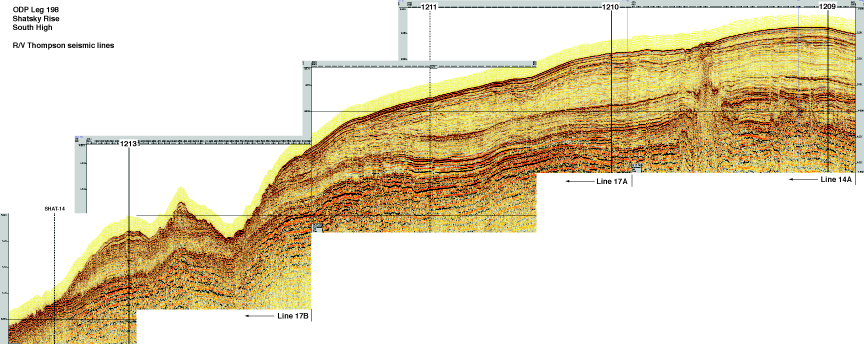 ODP Leg 198
Shatsky Rise
South High
R/V Thompson seismic lines
1211
1210
1209
1213
SHAT-14
Line 17A
Line 14A
Line 17B